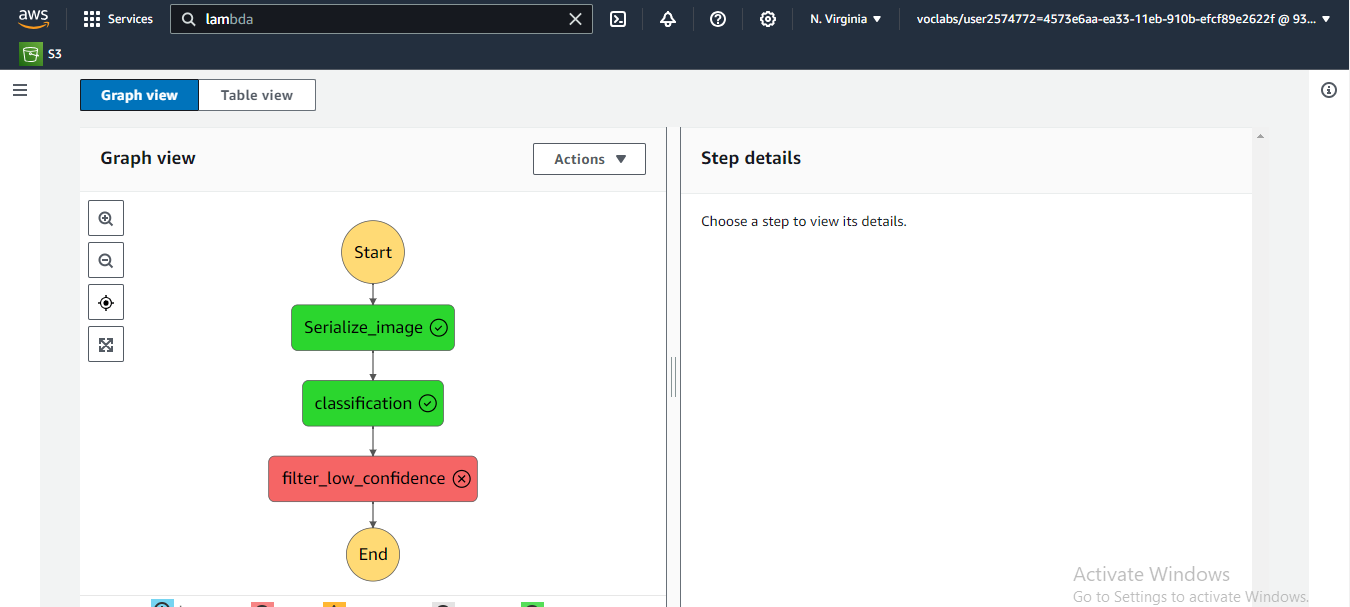 aws
Services
lambda
N. Virginia ▼
voclabs/user2574772=4573e6aa-ea33-11eb-910b-efcf89e2622f @ 93... ▼
S3
Graph view
Table view
Graph view
Actions ▼
Step details
Choose a step to view its details.
Start
Serialize_image
classification
filter_low_confidence
End
Activate Windows
Go to Settings to activate Windows.